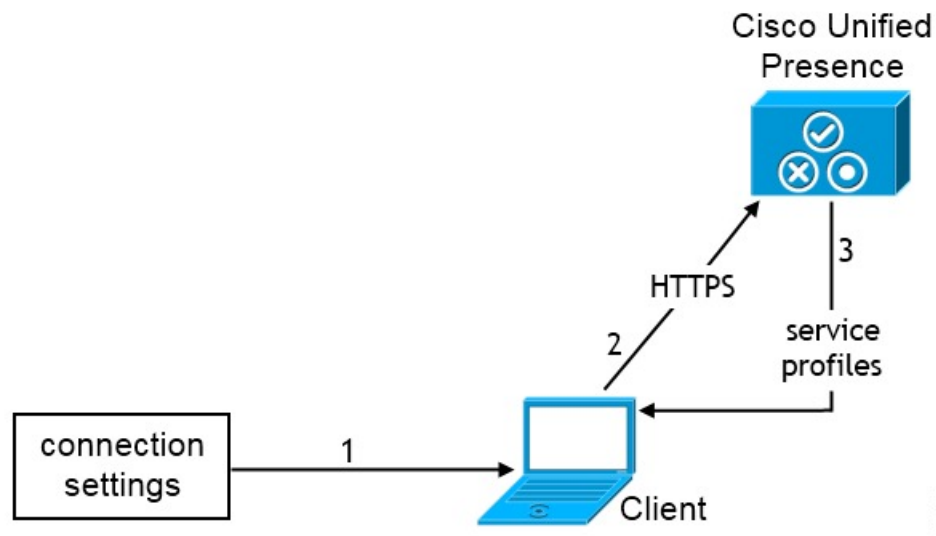 Cisco Unified
Presence
3
HTTPS
service
profiles
2
connection
settings
1
Client